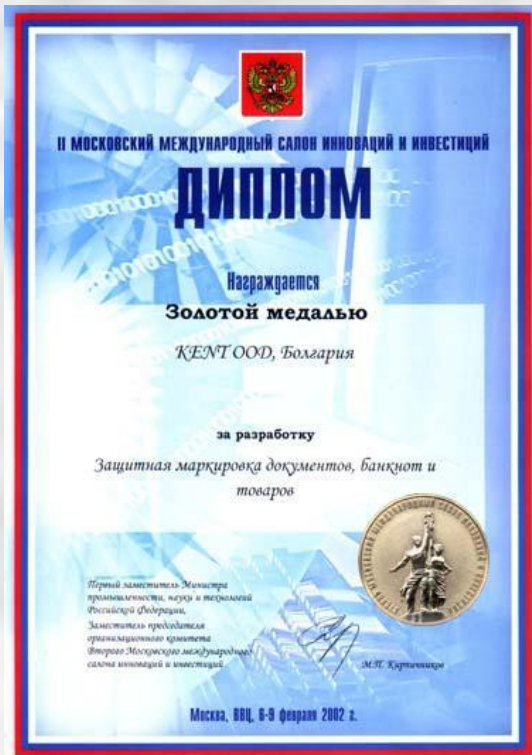 II МОСКОВСКИЙ МЕЖДУНАРОДНЫЙ САЛОН ИННОВАЦИЙ И ИНВЕСТИЦИЙ
ДИПЛОМ
Награждается
Золотой медалью
KENT OOD, Болгария
за разработку
Защитная маркировка документов, банкнот и
товаров
Первый заместитель Министра
промышленности, науки и технологий
Российской Федерации,
Заместитель председателя
организационного комитета
Второго Московского международного
салона инноваций и инвестиций
М.П. Кирпичников
Москва, ВВЦ, 6-9 февраля 2002 г.